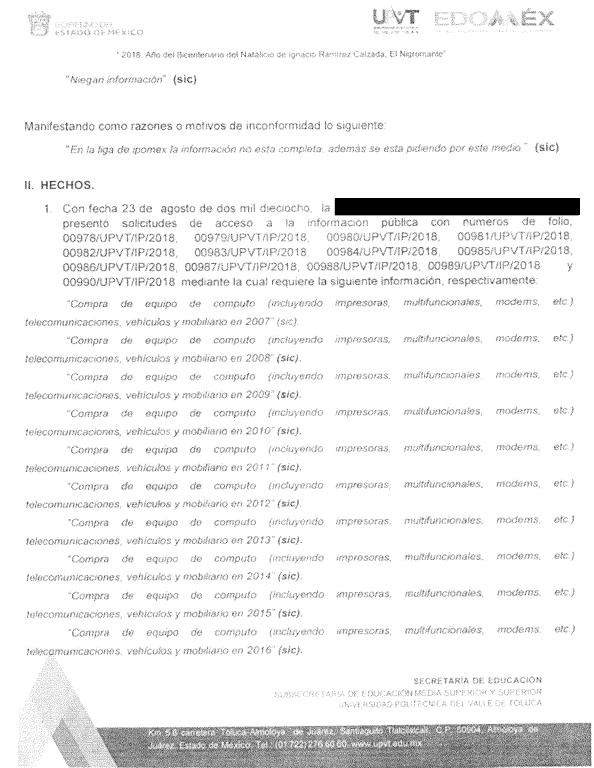 GOBIERNO DEL
ESTADO DE MÉXICO
UPVT
EDOMÉX
" 2018. Año del Bicentenario del Natalicio de Ignacio Ramírez Calzada, El Nigromante"
"Niegan información" (sic)
Manifestando como razones o motivos de inconformidad lo siguiente:
"En la liga de ipomex la información no esta completa, además se esta pidiendo por este medio." (sic)
II. HECHOS.
1. Con fecha 23 de agosto de dos mil dieciocho, la
presentó solicitudes de acceso a la información pública con números de folio,
00978/UPVT/IP/2018, 00979/UPVT/IP/2018, 00980/UPVT/IP/2018, 00981/UPVT/IP/2018,
00982/UPVT/IP/2018, 00983/UPVT/IP/2018, 00984/UPVT/IP/2018, 00985/UPVT/IP/2018,
00986/UPVT/IP/2018, 00987/UPVT/IP/2018, 00988/UPVT/IP/2018, 00989/UPVT/IP/2018 y
00990/UPVT/IP/2018 mediante la cual requiere la siguiente información, respectivamente:
"Compra de equipo de computo (incluyendo impresoras, multifuncionales, modems, etc.)
telecomunicaciones, vehículos y mobiliario en 2007" (sic).
"Compra de equipo de computo (incluyendo impresoras, multifuncionales, modems, etc.)
telecomunicaciones, vehículos y mobiliario en 2008" (sic).
"Compra de equipo de computo (incluyendo impresoras, multifuncionales, modems, etc.)
telecomunicaciones, vehículos y mobiliario en 2009" (sic).
"Compra de equipo de computo (incluyendo impresoras, multifuncionales, modems, etc.)
telecomunicaciones, vehículos y mobiliario en 2010" (sic).
"Compra de equipo de computo (incluyendo impresoras, multifuncionales, modems, etc.)
telecomunicaciones, vehículos y mobiliario en 2011" (sic).
"Compra de equipo de computo (incluyendo impresoras, multifuncionales, modems, etc.)
telecomunicaciones, vehículos y mobiliario en 2012" (sic).
"Compra de equipo de computo (incluyendo impresoras, multifuncionales, modems, etc.)
telecomunicaciones, vehículos y mobiliario en 2013" (sic).
"Compra de equipo de computo (incluyendo impresoras, multifuncionales, modems, etc.)
telecomunicaciones, vehículos y mobiliario en 2014" (sic).
"Compra de equipo de computo (incluyendo impresoras, multifuncionales, modems, etc.)
telecomunicaciones, vehículos y mobiliario en 2015" (sic).
"Compra de equipo de computo (incluyendo impresoras, multifuncionales, modems, etc.)
telecomunicaciones, vehículos y mobiliario en 2016" (sic).
SECRETARÍA DE EDUCACIÓN
SUBSECRETARÍA DE EDUCACIÓN MEDIA SUPERIOR Y SUPERIOR
UNIVERSIDAD POLITÉCNICA DEL VALLE DE TOLUCA
Km 5.6 carretera Toluca-Almoloya de Juárez, Santiaguito Tlalcilalcali, C.P. 50904, Almoloya de
Juárez, Estado de México, Tel.: (01722) 276 60 60. www.upvt.edu.mx